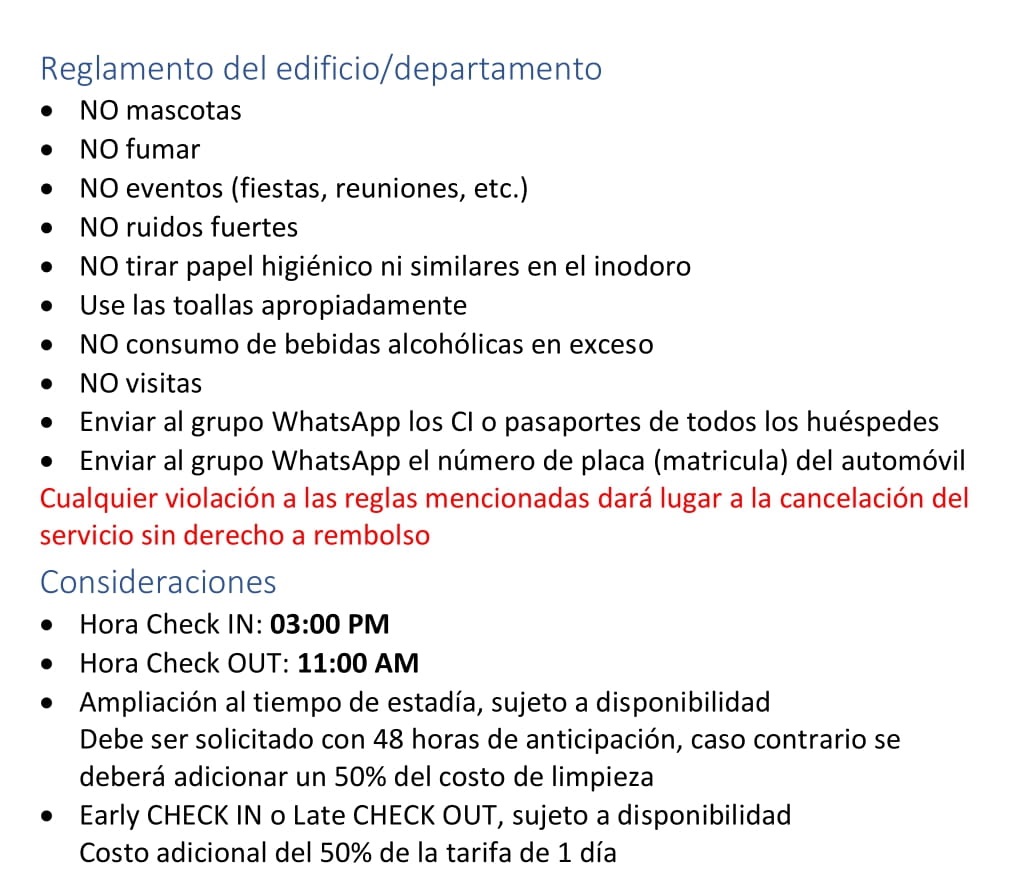 Reglamento del edificio/departamento
• NO mascotas
• NO fumar
• NO eventos (fiestas, reuniones, etc.)
• NO ruidos fuertes
• NO tirar papel higiénico ni similares en el inodoro
• Use las toallas apropiadamente
• NO consumo de bebidas alcohólicas en exceso
• NO visitas
• Enviar al grupo WhatsApp los CI o pasaportes de todos los huéspedes
• Enviar al grupo WhatsApp el número de placa (matricula) del automóvil
Cualquier violación a las reglas mencionadas dará lugar a la cancelación del
servicio sin derecho a rembolso
Consideraciones
• Hora Check IN: 03:00 PM
• Hora Check OUT: 11:00 AM
• Ampliación al tiempo de estadía, sujeto a disponibilidad
Debe ser solicitado con 48 horas de anticipación, caso contrario se
deberá adicionar un 50% del costo de limpieza
• Early CHECK IN o Late CHECK OUT, sujeto a disponibilidad
Costo adicional del 50% de la tarifa de 1 día